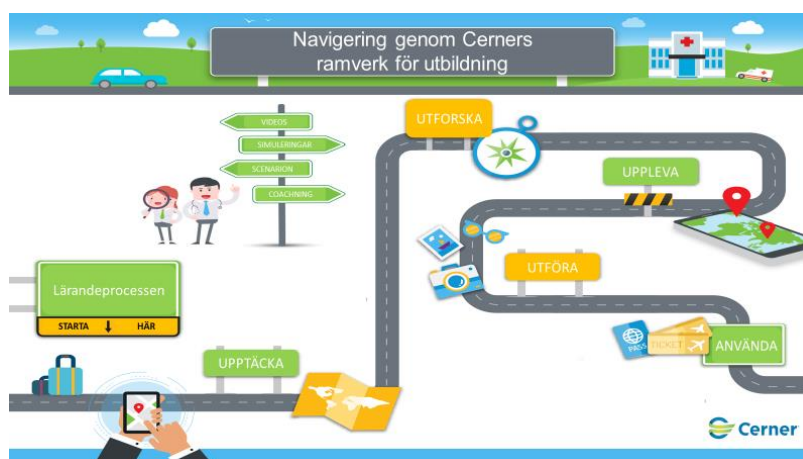 Navigering genom Cerners
ramverk för utbildning
VIDEOS
SIMULERINGAR
SCENARION
COACHNING
UTFORSKA
UPPLEVA
UTFÖRA
Lärandeprocessen
STARTA HÄR
UPPTÄCKA
PASS
TICKET
ANVÄNDA
Cerner